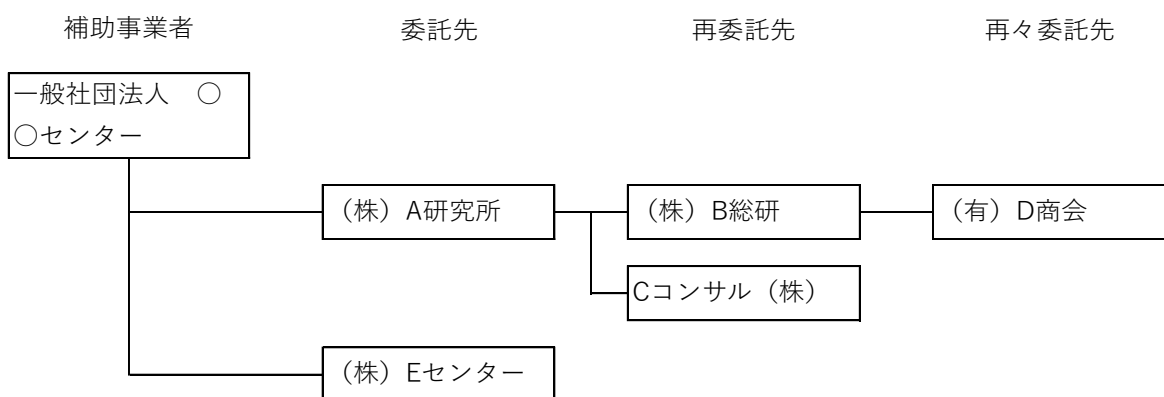 補助事業者
委託先
再委託先
再々委託先
一般社団法人　○
○センター
（株）A研究所
（株）B総研
（有）D商会
Cコンサル（株）
（株）Eセンター